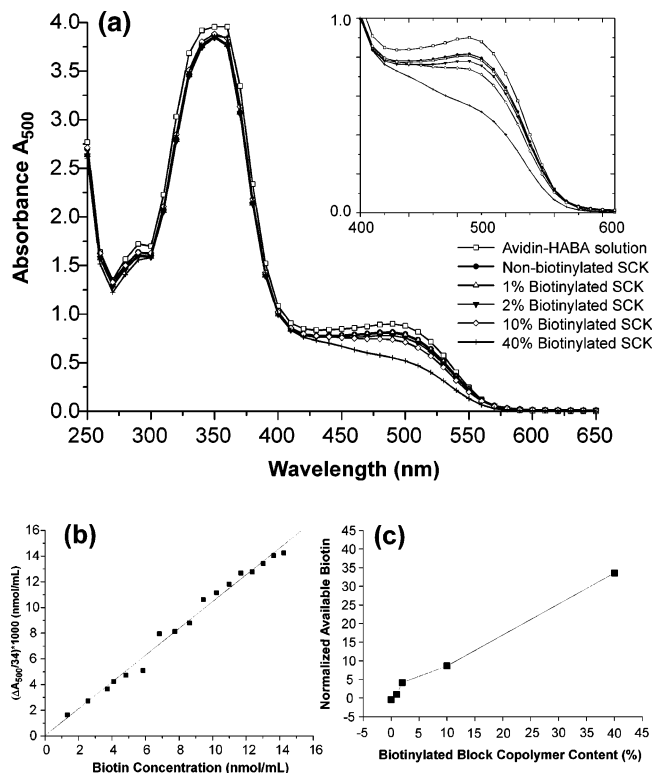 (a)
Absorbance A500
4.0
3.5
3.0
2.5
2.0
1.5
1.0
0.5
0.0
250 300 350 400 450 500 550 600 650
Wavelength (nm)
1.0
0.0
400 500 600
Avidin-HABA solution
Non-biotinylated SCK
1% Biotinylated SCK
2% Biotinylated SCK
10% Biotinylated SCK
40% Biotinylated SCK
(b)
(ΔA500/34)*1000 (nmol/mL)
16
14
12
10
8
6
4
2
0
0 2 4 6 8 10 12 14 16
Biotin Concentration (nmol/mL)
(c)
Normalized Available Biotin
45
40
35
30
25
20
15
10
5
0
-5
-5 0 5 10 15 20 25 30 35 40 45
Biotinylated Block Copolymer Content (%)